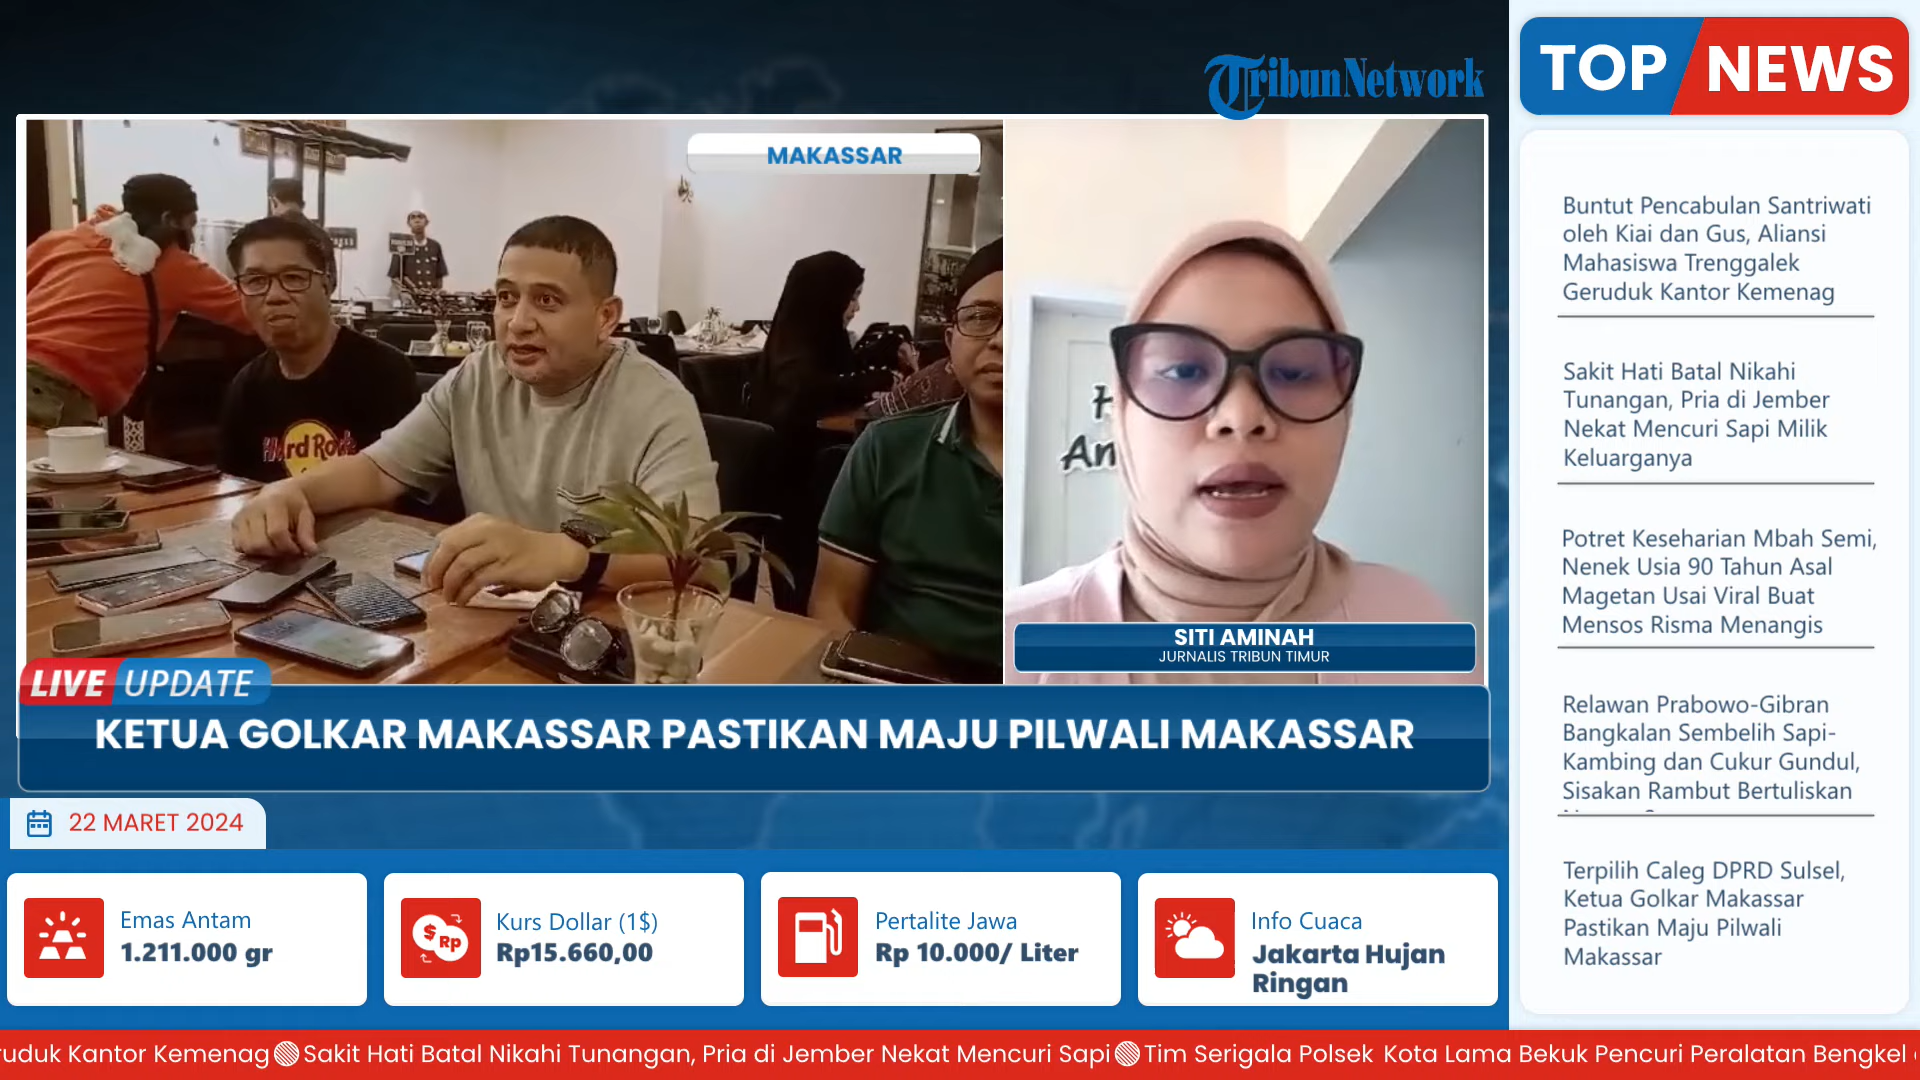 TribunNetwork
TOP NEWS
MAKASSAR
Hard Rock
SITI AMINAH
JURNALIS TRIBUN TIMUR
LIVE UPDATE
KETUA GOLKAR MAKASSAR PASTIKAN MAJU PILWALI MAKASSAR
22 MARET 2024
Emas Antam
1.211.000 gr
Kurs Dollar (1$)
Rp15.660,00
Pertalite Jawa
Rp 10.000/ Liter
Info Cuaca
Jakarta Hujan
Ringan
Buntut Pencabulan Santriwati
oleh Kiai dan Gus, Aliansi
Mahasiswa Trenggalek
Geruduk Kantor Kemenag
Sakit Hati Batal Nikahi
Tunangan, Pria di Jember
Nekat Mencuri Sapi Milik
Keluarganya
Potret Keseharian Mbah Semi,
Nenek Usia 90 Tahun Asal
Magetan Usai Viral Buat
Mensos Risma Menangis
Relawan Prabowo-Gibran
Bangkalan Sembelih Sapi-
Kambing dan Cukur Gundul,
Sisakan Rambut Bertuliskan
Terpilih Caleg DPRD Sulsel,
Ketua Golkar Makassar
Pastikan Maju Pilwali
Makassar
ruduk Kantor Kemenag Sakit Hati Batal Nikahi Tunangan, Pria di Jember Nekat Mencuri Sapi Tim Serigala Polsek Kota Lama Bekuk Pencuri Peralatan Bengkel